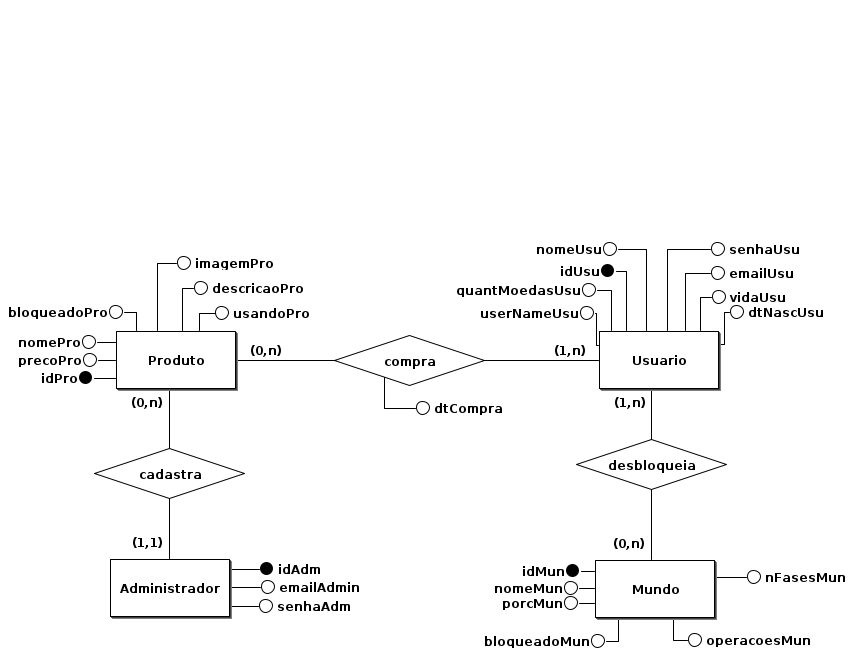 nomeUsu
senhaUsu
imagemPro
idUsu
emailUsu
descricaoPro
quantMoedasUsu
vidaUsu
bloqueadoPro
usandoPro
userNameUsu
dtNascUsu
nomePro
(0,n)
(1,n)
precoPro
Produto
compra
Usuario
idPro
(0,n)
dtCompra
(1,n)
cadastra
desbloqueia
(1,1)
(0,n)
idAdm
idMun
nFasesMun
Administrador
emailAdmin
nomeMun
Mundo
senhaAdm
porcMun
bloqueadoMun
operacoesMun